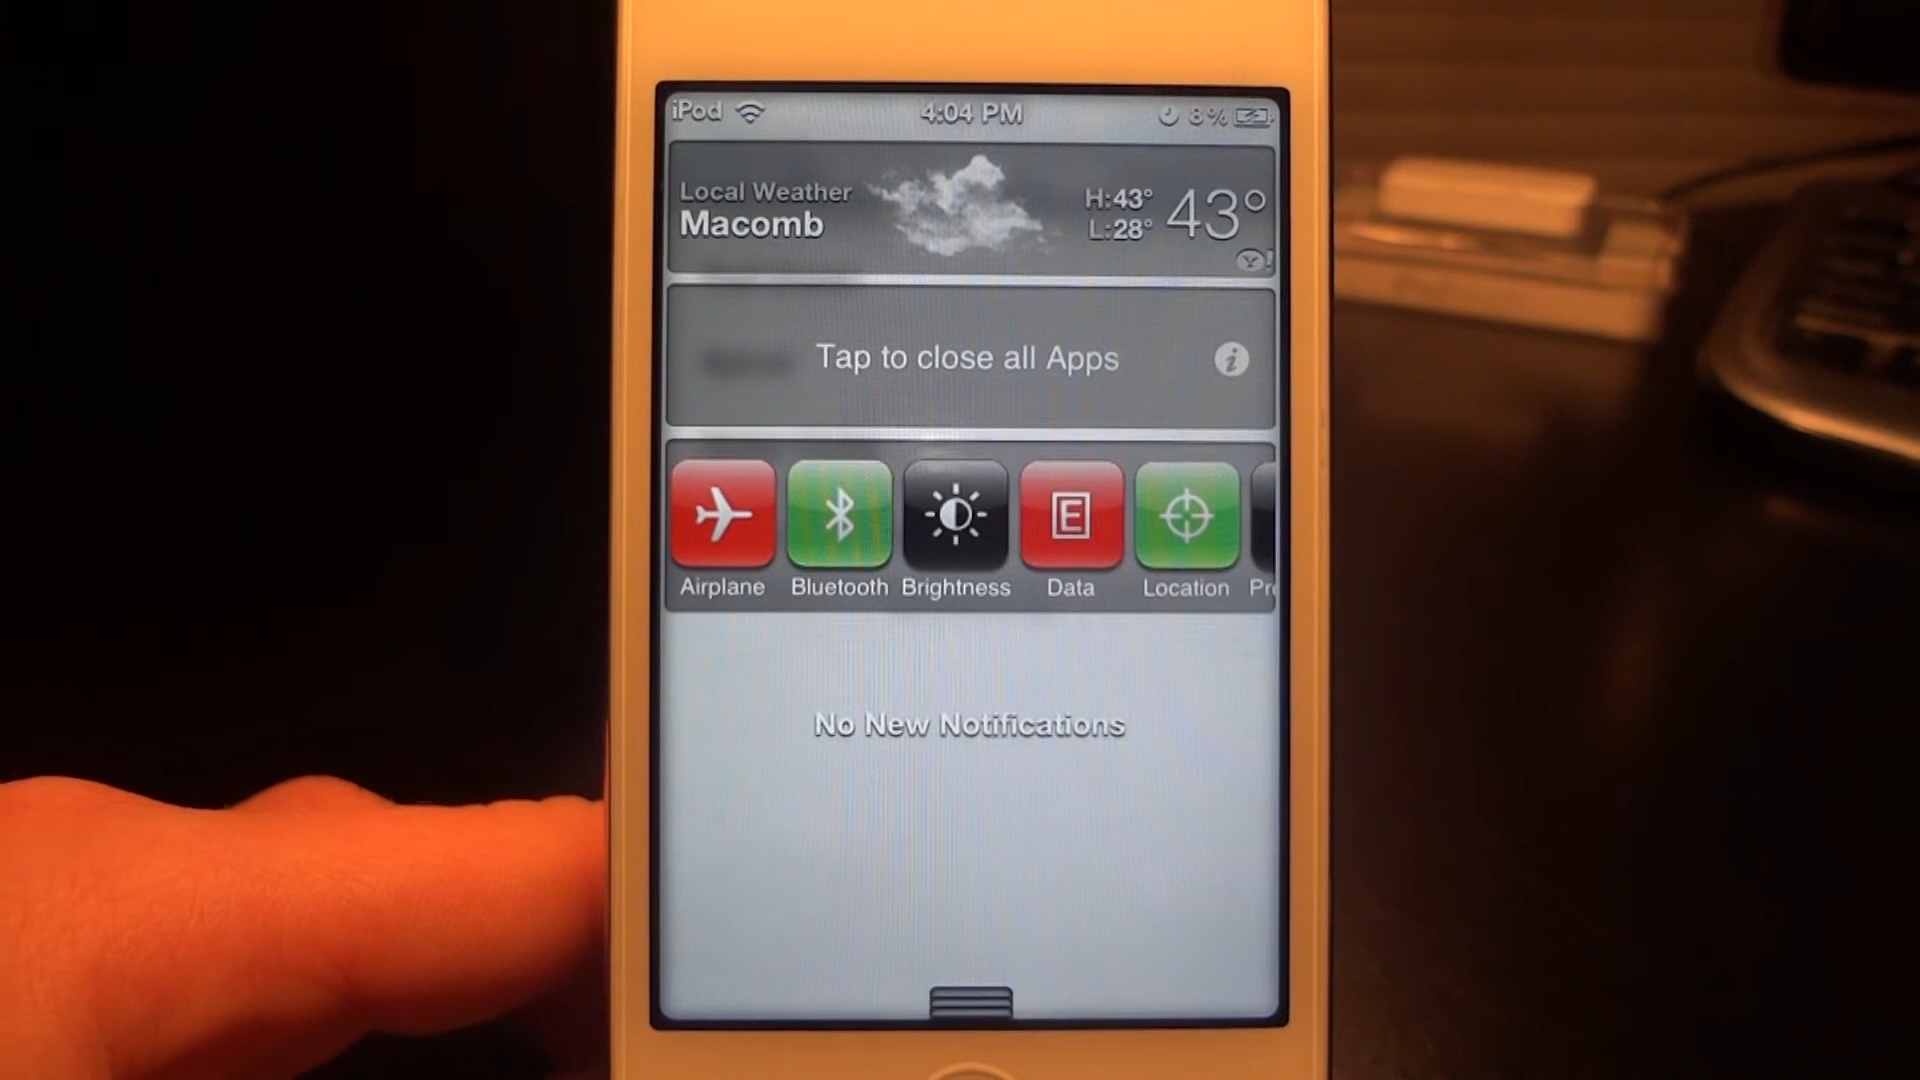 iPod 4:04 PM 8%
Local Weather
Macomb
H:43°
L:28°
43°
Y!
Tap to close all Apps
i
E
Airplane Bluetooth Brightness Data Location Pr
No New Notifications